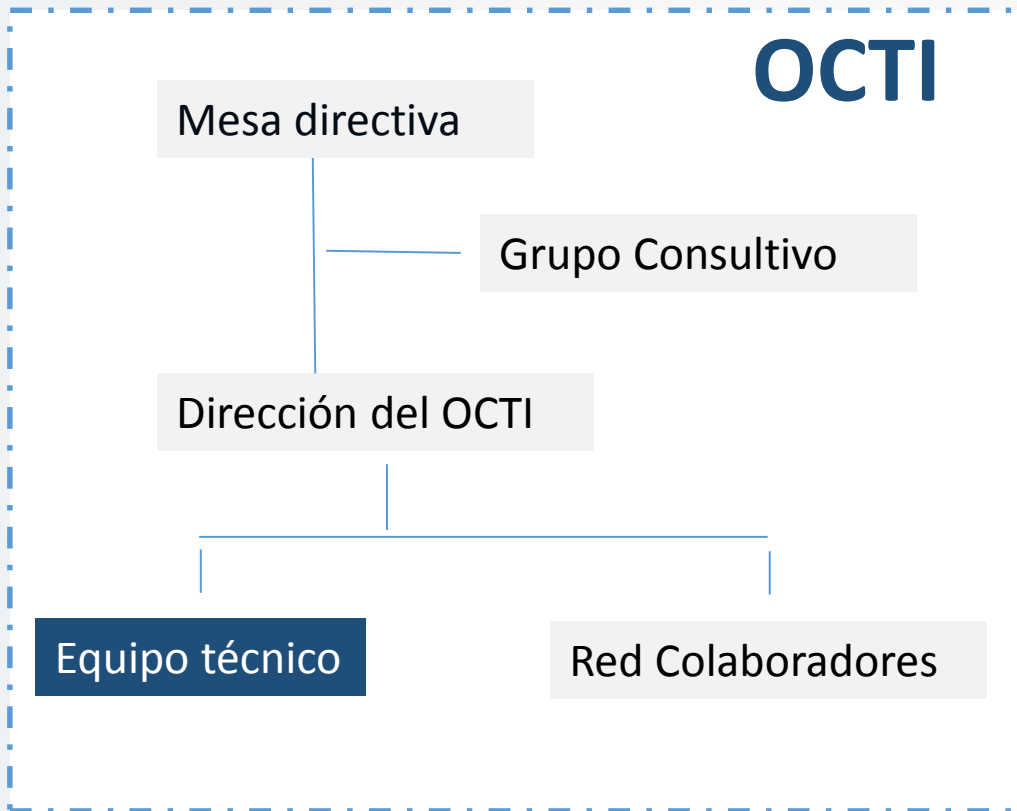 OCTI
Mesa directiva
Grupo Consultivo
Dirección del OCTI
Equipo técnico
Red Colaboradores